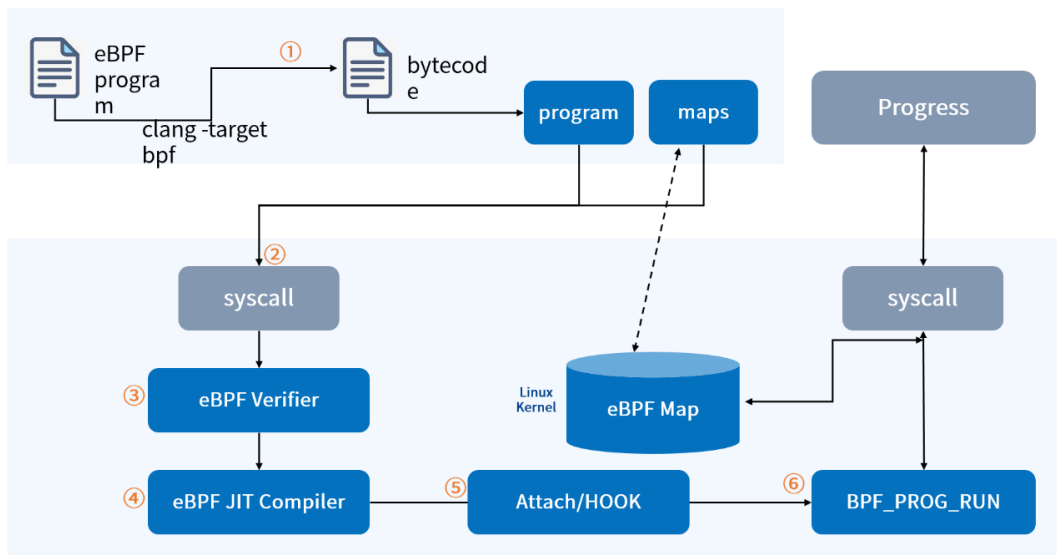 eBPF
progra
m
①
bytecod
e
clang -target
bpf
program
maps
Progress
②
syscall
syscall
③
eBPF Verifier
Linux
Kernel
eBPF Map
④
eBPF JIT Compiler
⑤
Attach/HOOK
⑥
BPF_PROG_RUN